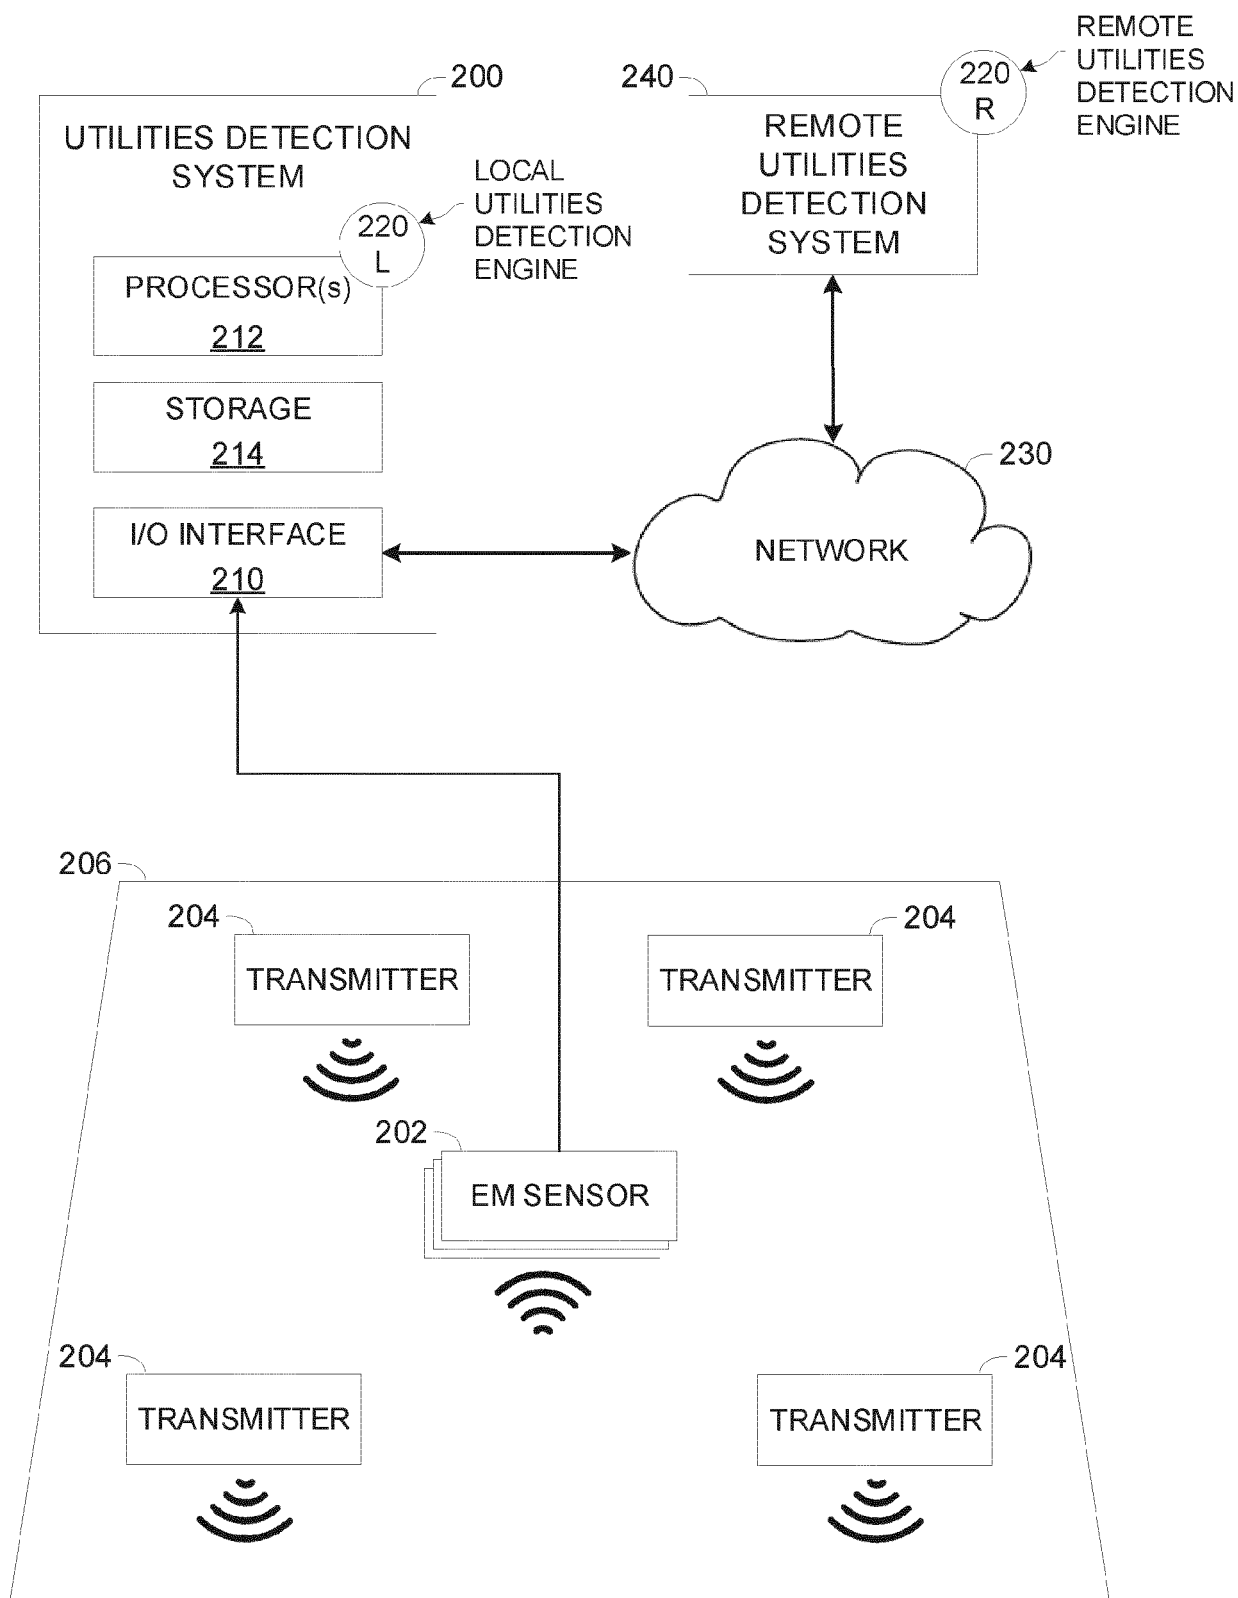 REMOTE
UTILITIES
DETECTION
ENGINE
200
240
220
R
UTILITIES DETECTION
SYSTEM
REMOTE
UTILITIES
DETECTION
SYSTEM
LOCAL
UTILITIES
DETECTION
ENGINE
220
L
PROCESSOR(s)
212
STORAGE
214
I/O INTERFACE
210
230
NETWORK
206
204
TRANSMITTER
204
TRANSMITTER
202
EM SENSOR
204
TRANSMITTER
204
TRANSMITTER